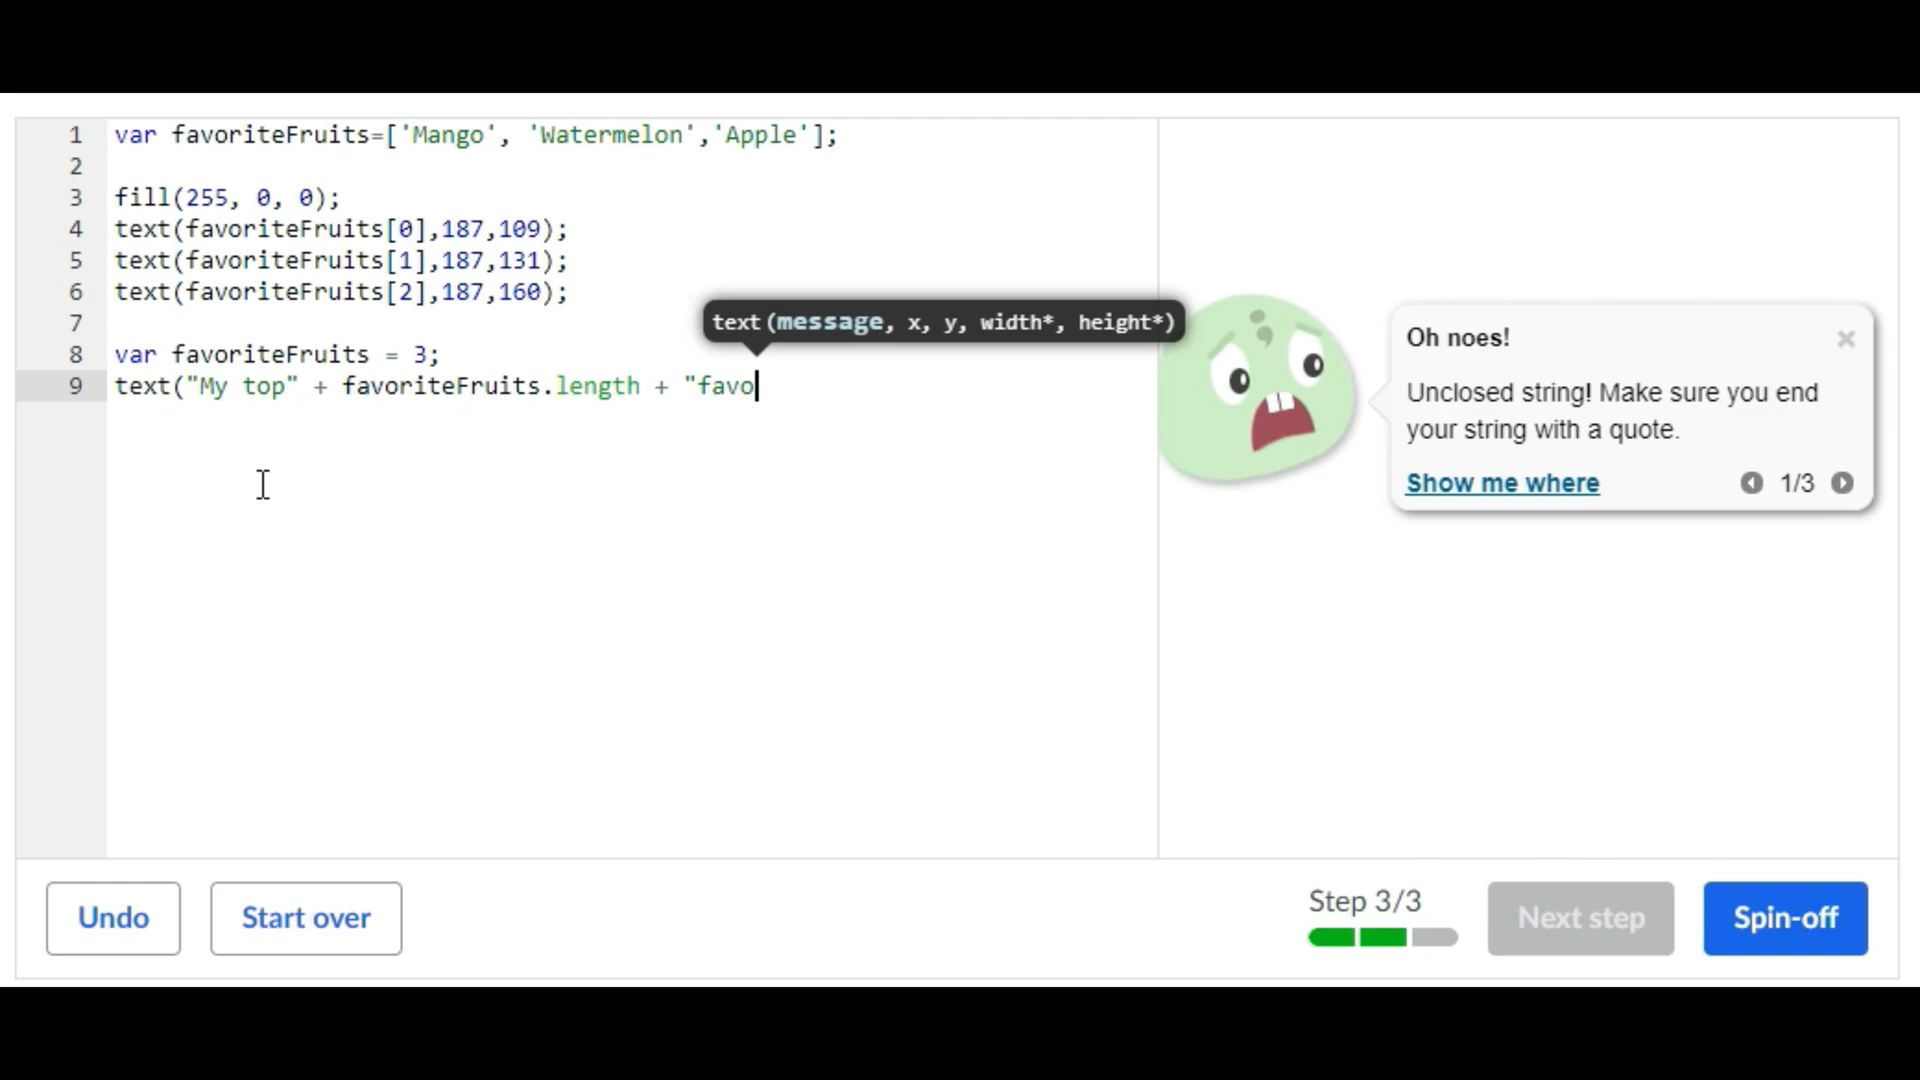 1 var favoriteFruits=['Mango', 'Watermelon','Apple'];
2
3 fill(255, 0, 0);
4 text(favoriteFruits[0],187,109);
5 text(favoriteFruits[1],187,131);
6 text(favoriteFruits[2],187,160);
7
text(message, x, y, width*, height*)
8 var favoriteFruits = 3;
9 text("My top" + favoriteFruits.length + "favo
Oh noes!
Unclosed string! Make sure you end
your string with a quote.
Show me where 1/3
Undo Start over
Step 3/3
Next step Spin-off